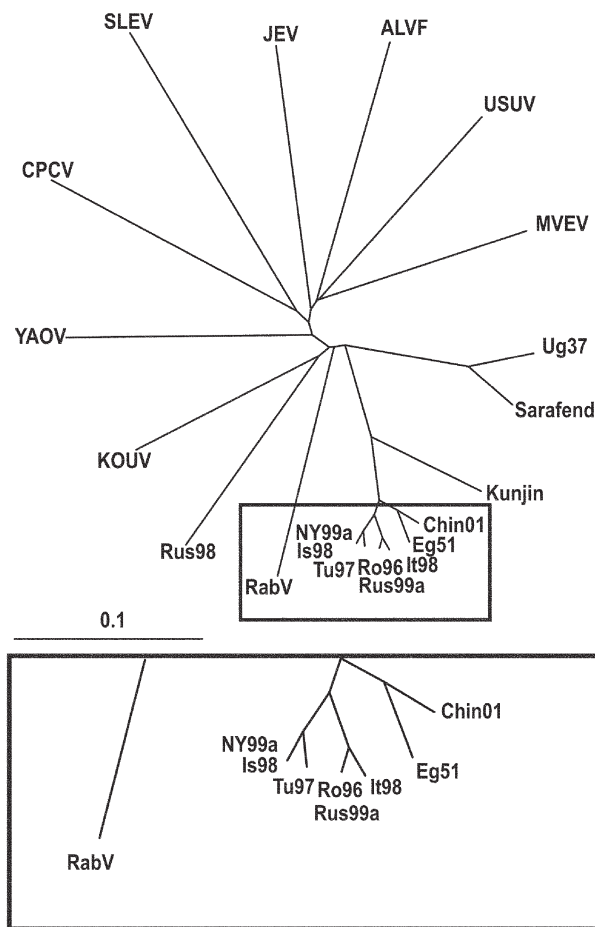 SLEV
JEV
ALVF
USUV
CPCV
MVEV
YAOV
Ug37
Sarafend
KOUV
Kunjin
Rus98
NY99a
Is98
Chin01
Eg51
Tu97
Ro96
It98
Rus99a
RabV
0.1
Chin01
NY99a
Is98
Eg51
Tu97
Ro96
It98
Rus99a
RabV